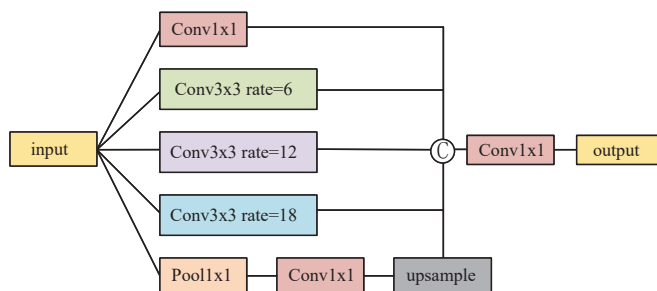 Conv1x1
Conv3x3 rate=6
input
Conv3x3 rate=12
C
Conv1x1
output
Conv3x3 rate=18
Pool1x1
Conv1x1
upsample